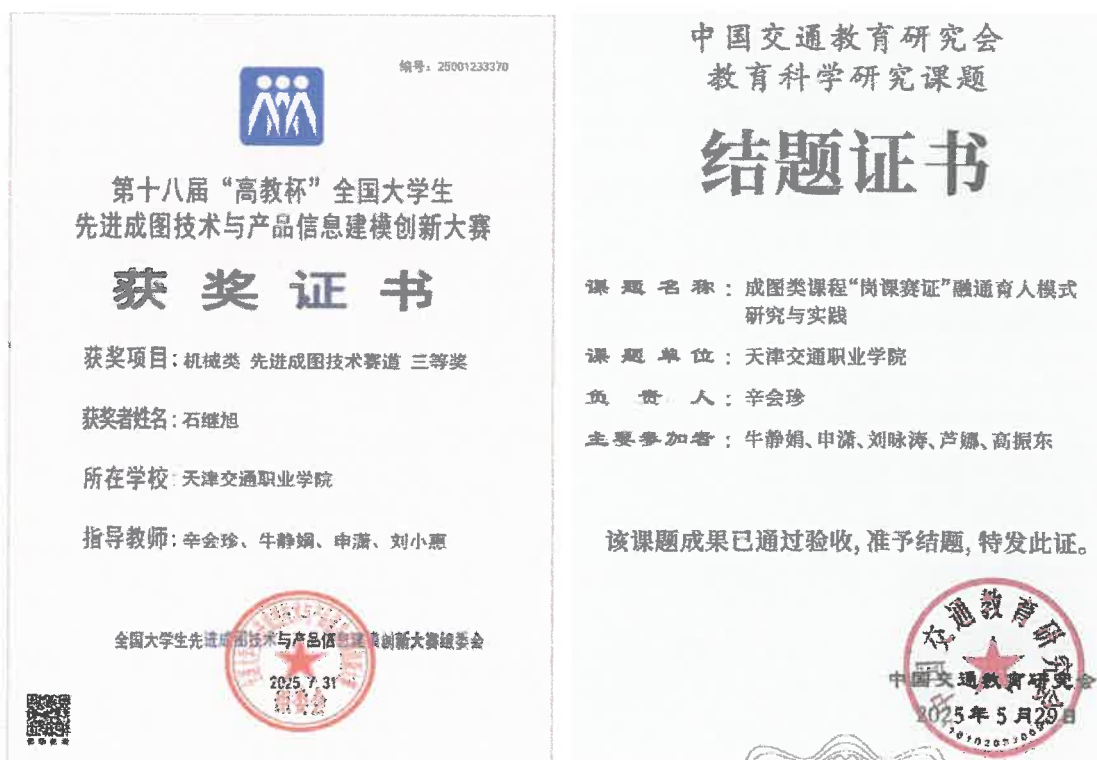 编号：25001233370
第十八届“高教杯”全国大学生
先进成图技术与产品信息建模创新大赛
获奖证书
获奖项目：机械类 先进成图技术赛道 三等奖
获奖者姓名：石继旭
所在学校：天津交通职业学院
指导教师：辛会珍、牛静娟、申潇、刘小惠
全国大学生先进成图技术与产品信息建模创新大赛组委会
2025.7.31
中国交通教育研究会
教育科学研究课题
结题证书
课题名称：成图类课程“岗课赛证”融通育人模式
研究与实践
课题单位：天津交通职业学院
负责人：辛会珍
主要参加者：牛静娟、申潇、刘咏涛、芦娜、高振东
该课题成果已通过验收，准予结题，特发此证。
中国交通教育研究会
中国交通教育研究会
2025年5月29日